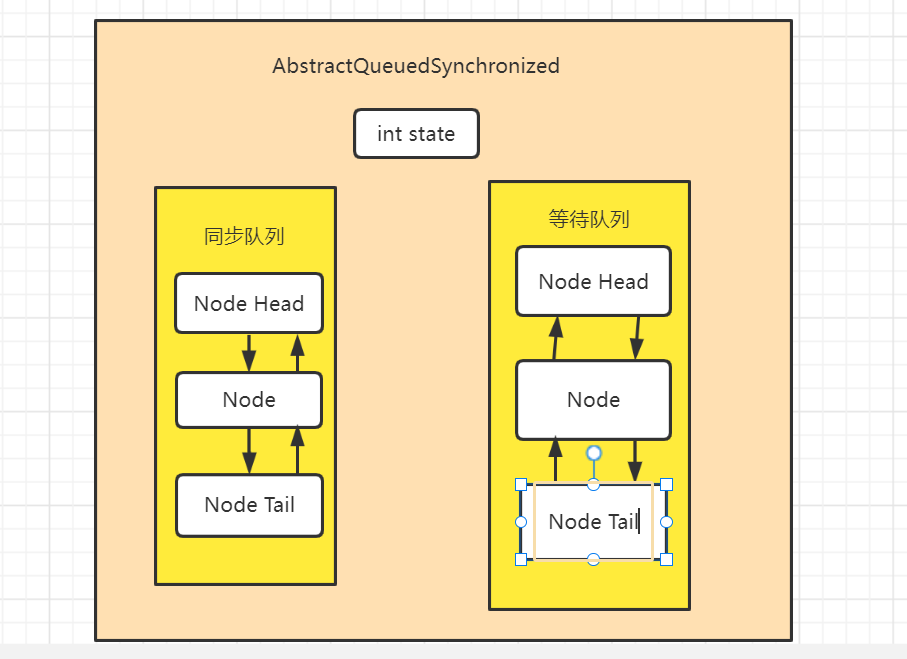 AbstractQueuedSynchronized
int state
同步队列
Node Head
Node
Node Tail
等待队列
Node Head
Node
Node Tail